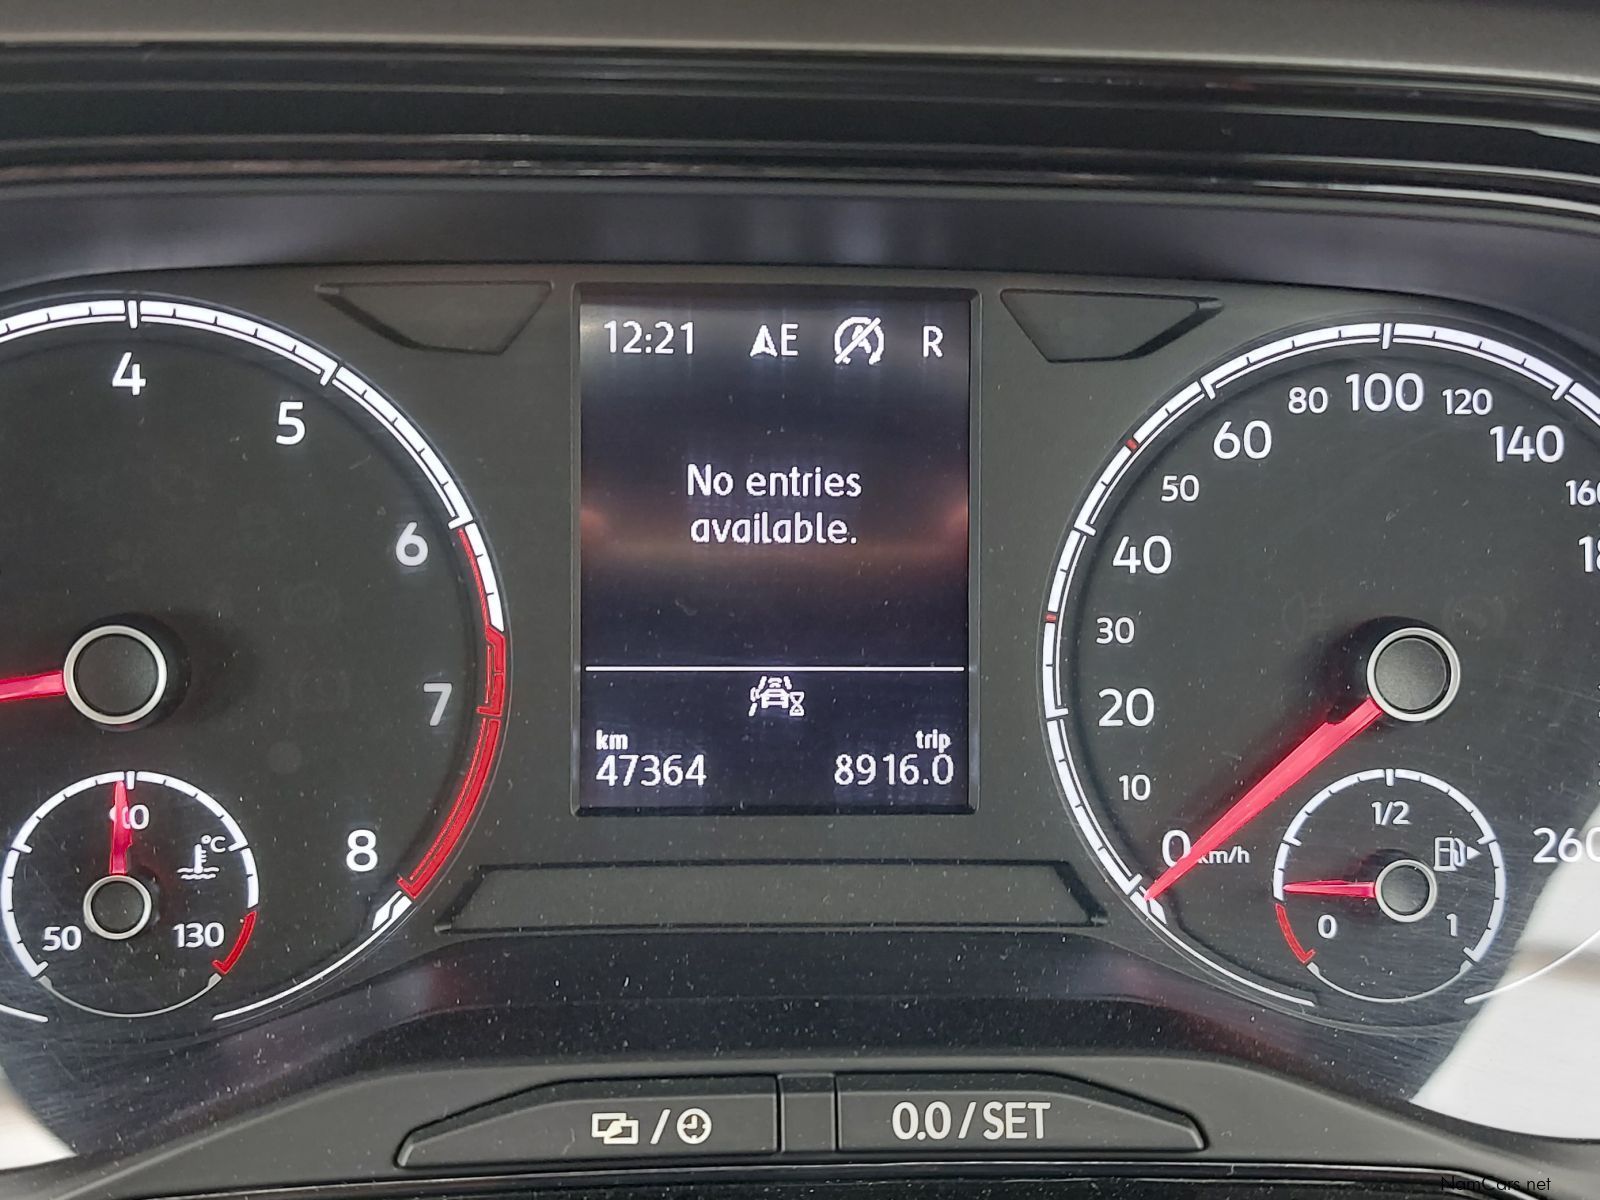 12:21 AE R
No entries
available.
km trip
47364 8916.0
4
5
6
7
8
50 90 130 °C
0 km/h
10
20
30
40
50
60
80
100
120
140
260
0 1/2 1
0.0 / SET
NamCars.net